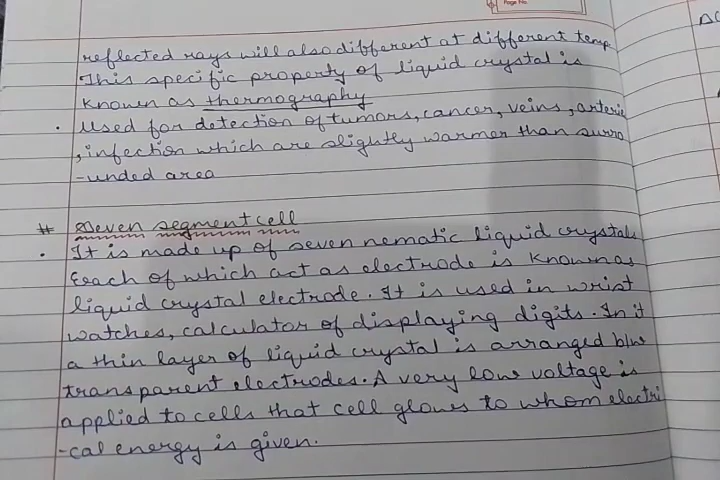 Page No.
reflected rays will also different at different temp.
This specific property of liquid crystal is
known as thermography
• Used for detection of tumors, cancer, veins, arterie
, infection which are slightly warmer than surro
-unded area
# Seven segment cell
• It is made up of seven nematic liquid crystals
Each of which act as electrode is known as
liquid crystal electrode. It is used in wrist
watches, calculator of displaying digits. In it
a thin layer of liquid crystal is arranged b/w
transparent electrodes. A very low voltage is
applied to cells that cell glows to whom electri
-cal energy is given.